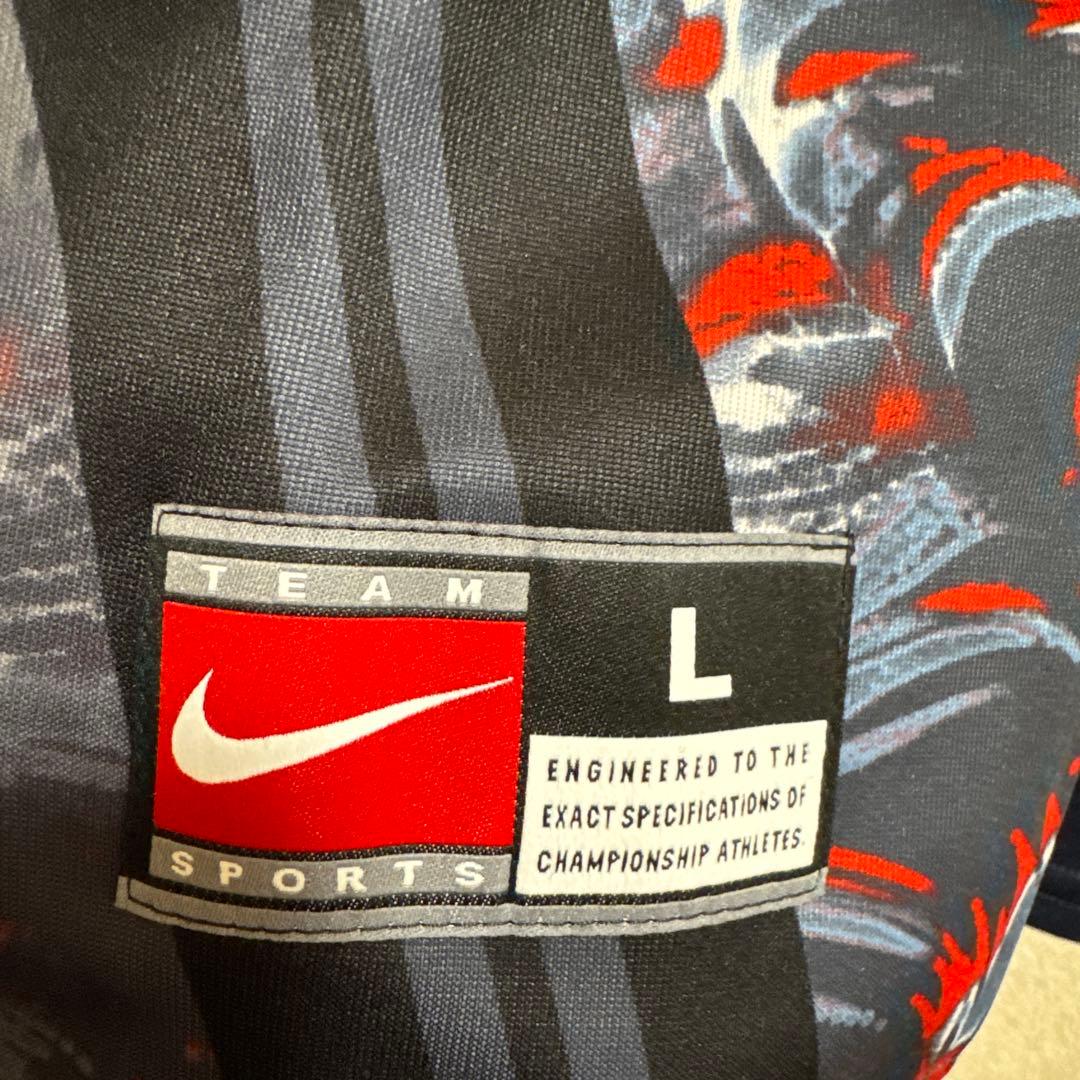 TEAM
SPORTS
L
ENGINEERED TO THE
EXACT SPECIFICATIONS OF
CHAMPIONSHIP ATHLETES.